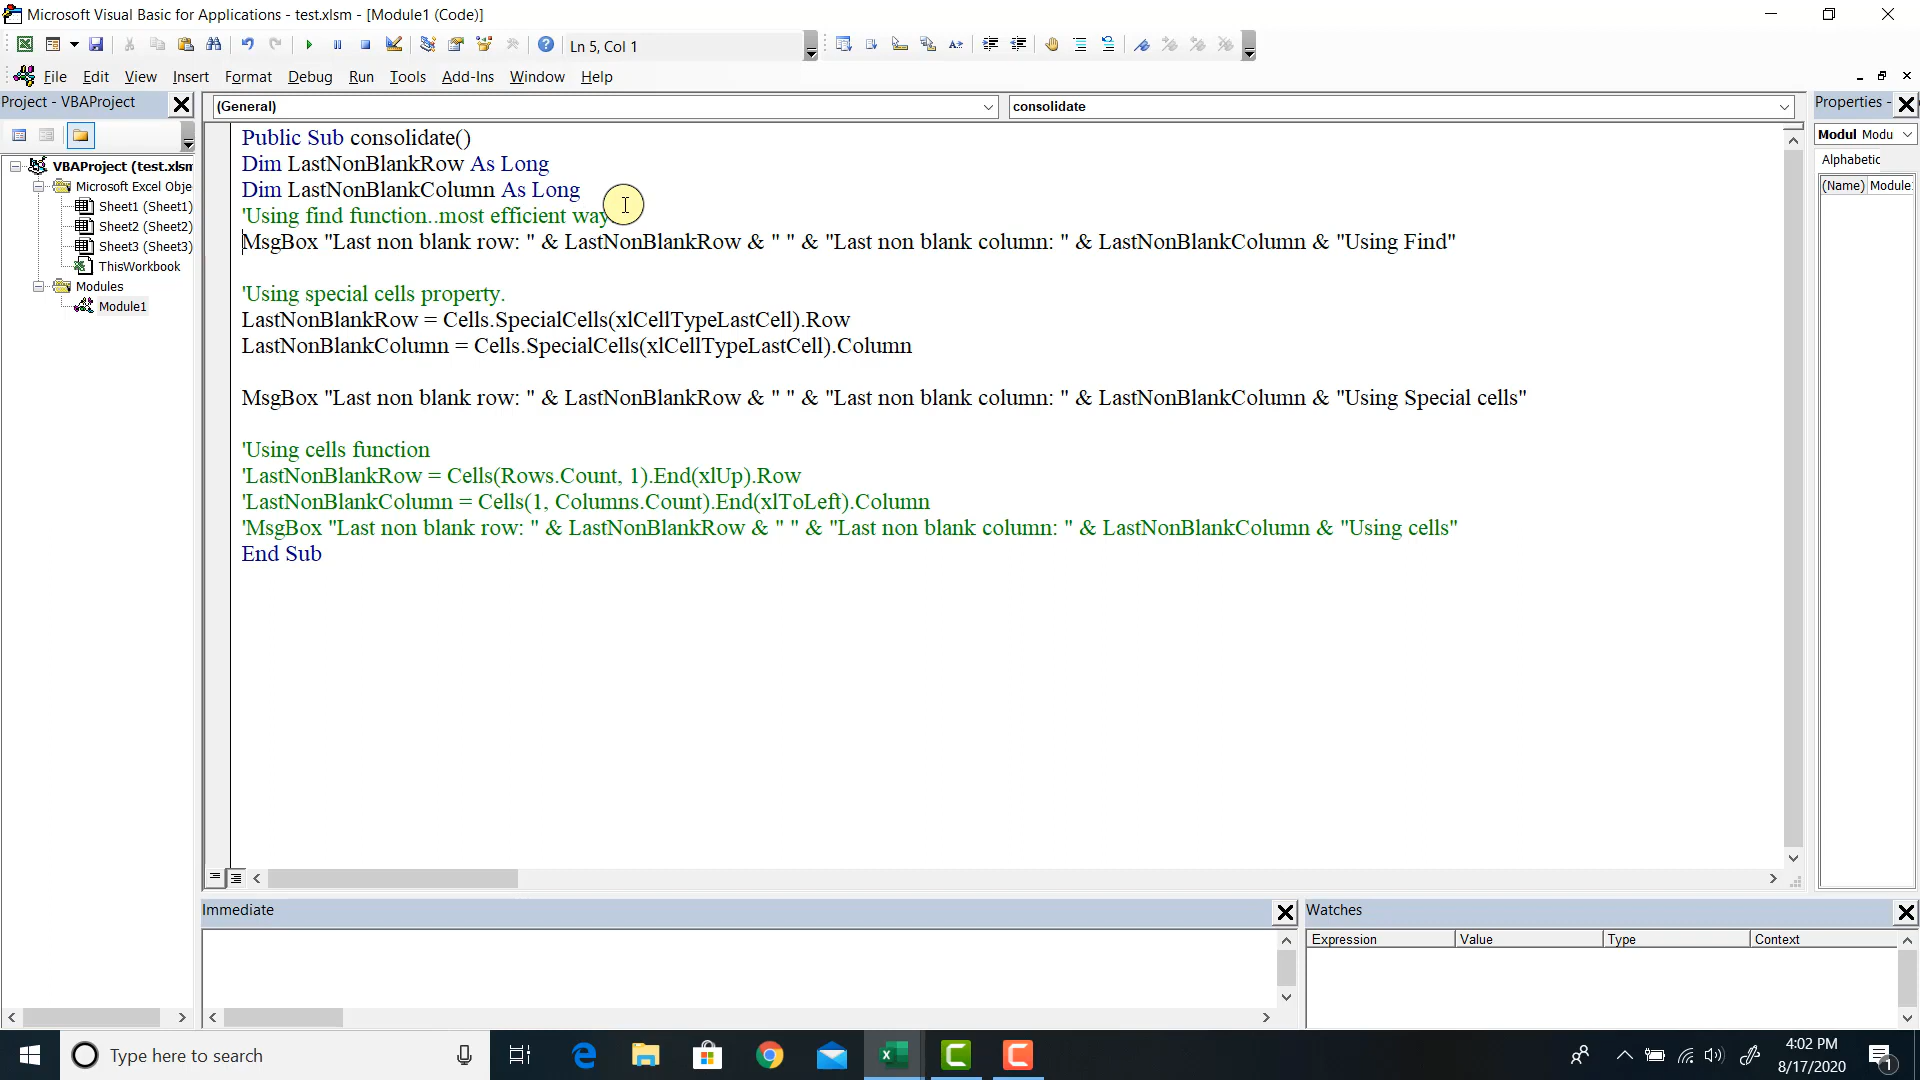 Microsoft Visual Basic for Applications - test.xlsm - [Module1 (Code)]
Ln 5, Col 1
File Edit View Insert Format Debug Run Tools Add-Ins Window Help
Project - VBAProject
(General)
consolidate
Properties -
Modul Modu
Alphabetic
(Name) Module
VBAProject (test.xlsm
Microsoft Excel Obje
Sheet1 (Sheet1)
Sheet2 (Sheet2)
Sheet3 (Sheet3)
ThisWorkbook
Modules
Module1
Public Sub consolidate()
Dim LastNonBlankRow As Long
Dim LastNonBlankColumn As Long
'Using find function..most efficient way
MsgBox "Last non blank row: " & LastNonBlankRow & " " & "Last non blank column: " & LastNonBlankColumn & "Using Find"
'Using special cells property.
LastNonBlankRow = Cells.SpecialCells(xlCellTypeLastCell).Row
LastNonBlankColumn = Cells.SpecialCells(xlCellTypeLastCell).Column
MsgBox "Last non blank row: " & LastNonBlankRow & " " & "Last non blank column: " & LastNonBlankColumn & "Using Special cells"
'Using cells function
'LastNonBlankRow = Cells(Rows.Count, 1).End(xlUp).Row
'LastNonBlankColumn = Cells(1, Columns.Count).End(xlToLeft).Column
'MsgBox "Last non blank row: " & LastNonBlankRow & " " & "Last non blank column: " & LastNonBlankColumn & "Using cells"
End Sub
Immediate
Watches
Expression Value Type Context
Type here to search
4:02 PM
8/17/2020
1